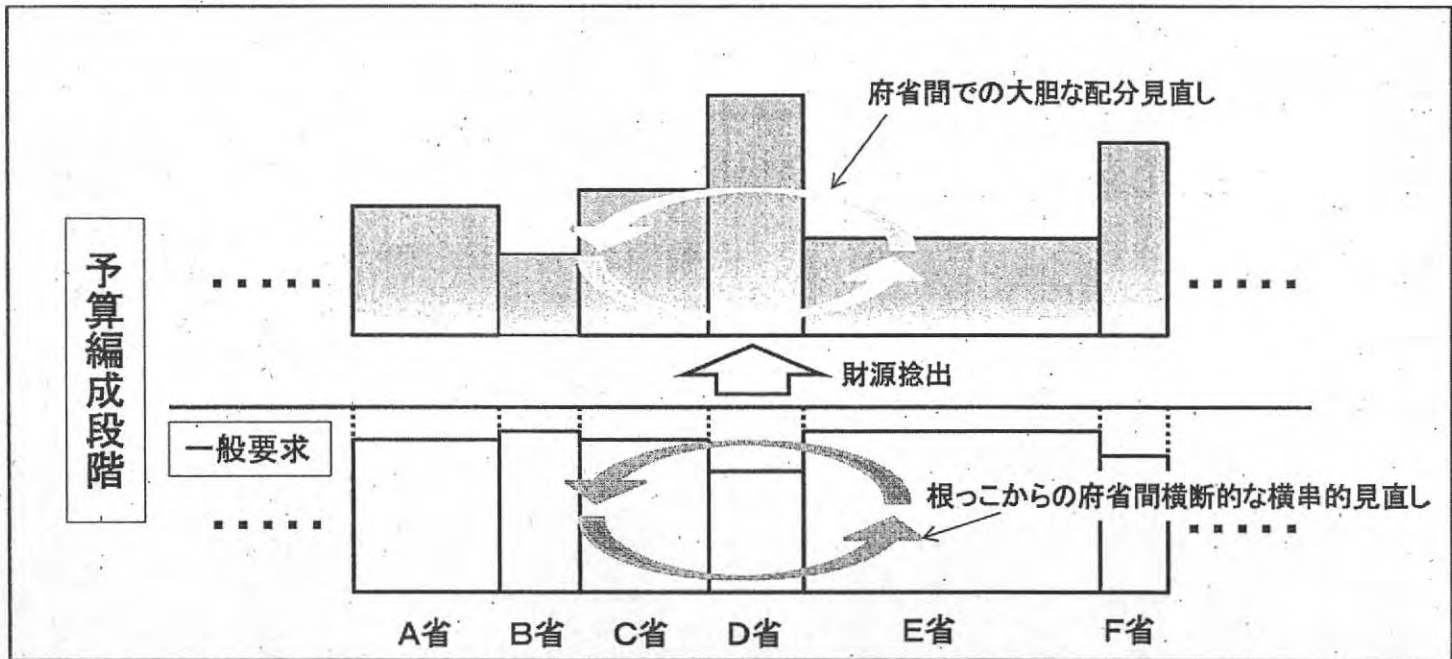 府省間での大胆な配分見直し
予算編成段階
財源捻出
一般要求
根っこからの府省間横断的な横串的見直し
A省 B省 C省 D省 E省 F省